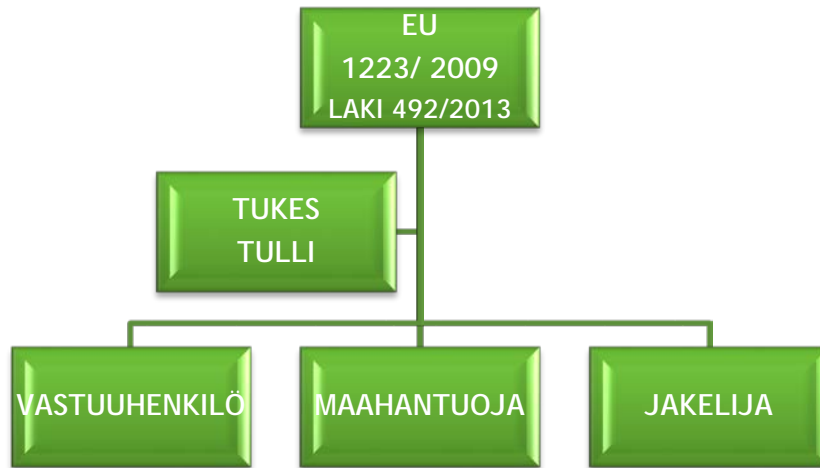 EU
1223/ 2009
LAKI 492/2013
TUKES
TULLI
VASTUUHENKILÖ
MAAHANTUOJA
JAKELIJA